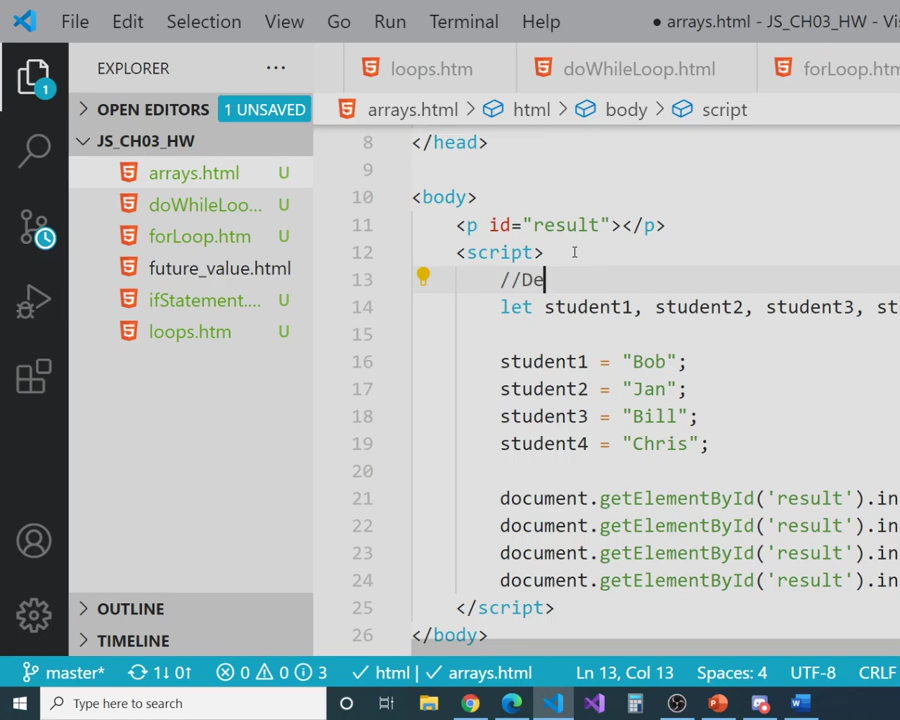 File Edit Selection View Go Run Terminal Help ● arrays.html - JS_CH03_HW - Vis
EXPLORER ···
loops.htm doWhileLoop.html forLoop.htm
OPEN EDITORS 1 UNSAVED
arrays.html > html > body > script
JS_CH03_HW
arrays.html U
doWhileLoo... U
forLoop.html U
future_value.html
ifStatement.... U
loops.htm U
1
8 </head>
9
10 <body>
11 <p id="result"></p>
12 <script>
13 //De
14 let student1, student2, student3, st
15
16 student1 = "Bob";
17 student2 = "Jan";
18 student3 = "Bill";
19 student4 = "Chris";
20
21 document.getElementById('result').in
22 document.getElementById('result').in
23 document.getElementById('result').in
24 document.getElementById('result').in
25 </script>
26 </body>
OUTLINE
TIMELINE
master* 1↓ 0↑ 0 0 3 html | arrays.html Ln 13, Col 13 Spaces: 4 UTF-8 CRLF
Type here to search